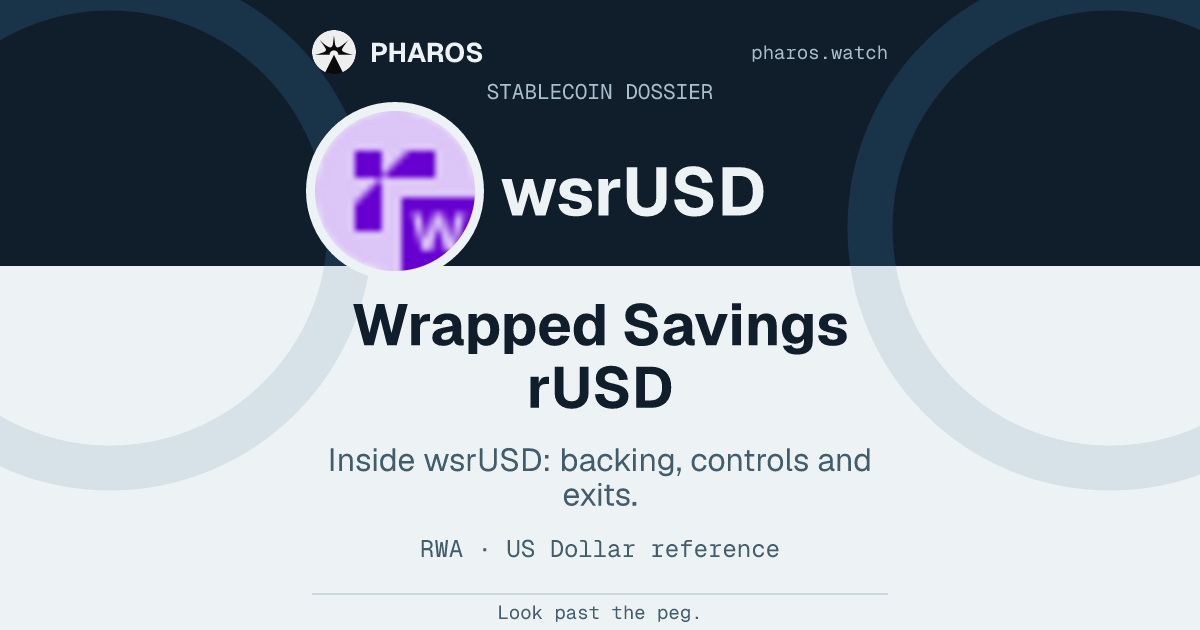 PHAROS
pharos.watch
STABLECOIN DOSSIER
W
wsrUSD
Wrapped Savings
rUSD
Inside wsrUSD: backing, controls and
exits.
RWA · US Dollar reference
Look past the peg.